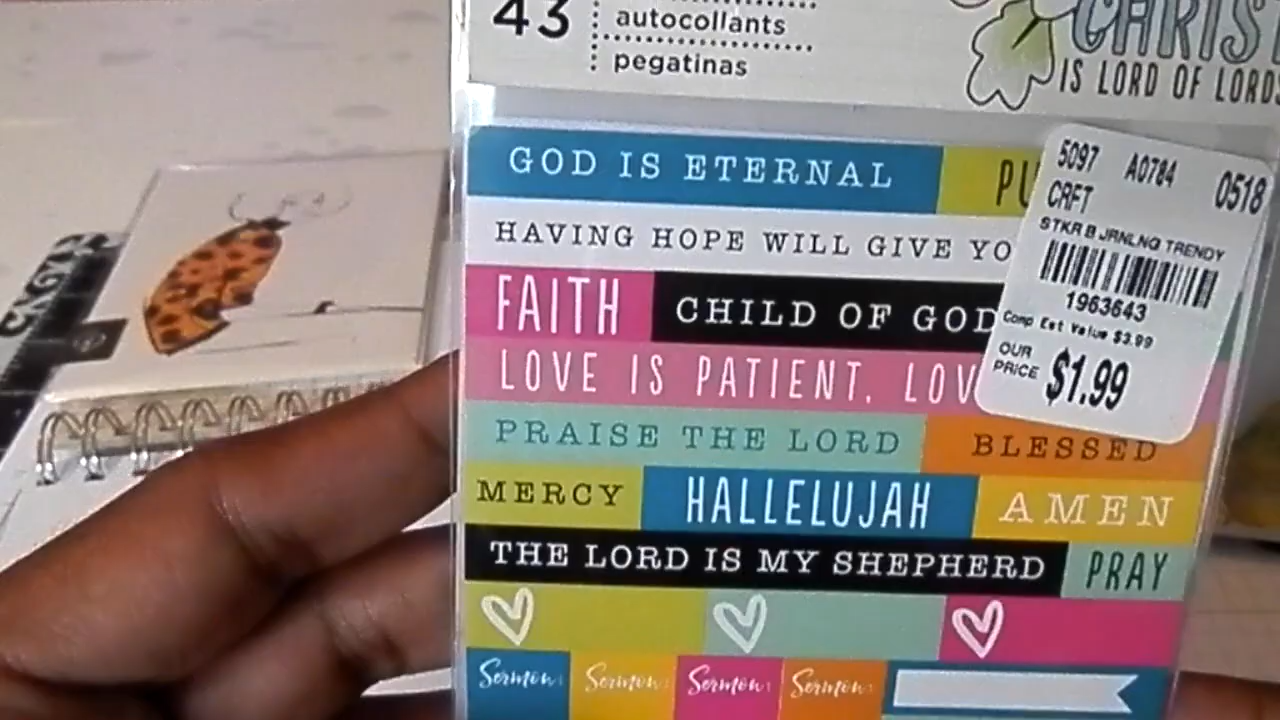 43
autocollants
pegatinas
CHRIST
IS LORD OF LORDS
GOD IS ETERNAL
HAVING HOPE WILL GIVE
FAITH
CHILD OF GOD
LOVE IS PATIENT,
PRAISE THE LORD
BLESSED
MERCY
HALLELUJAH
AMEN
THE LORD IS MY SHEPHERD
PRAY
Sermon: Sermon: Sermon: Sermon:
5097 A0784 0518
CRFT
STKR B JRNLNG TRENDY
1963643
Comp Est Value $3.99
OUR
PRICE $1.99